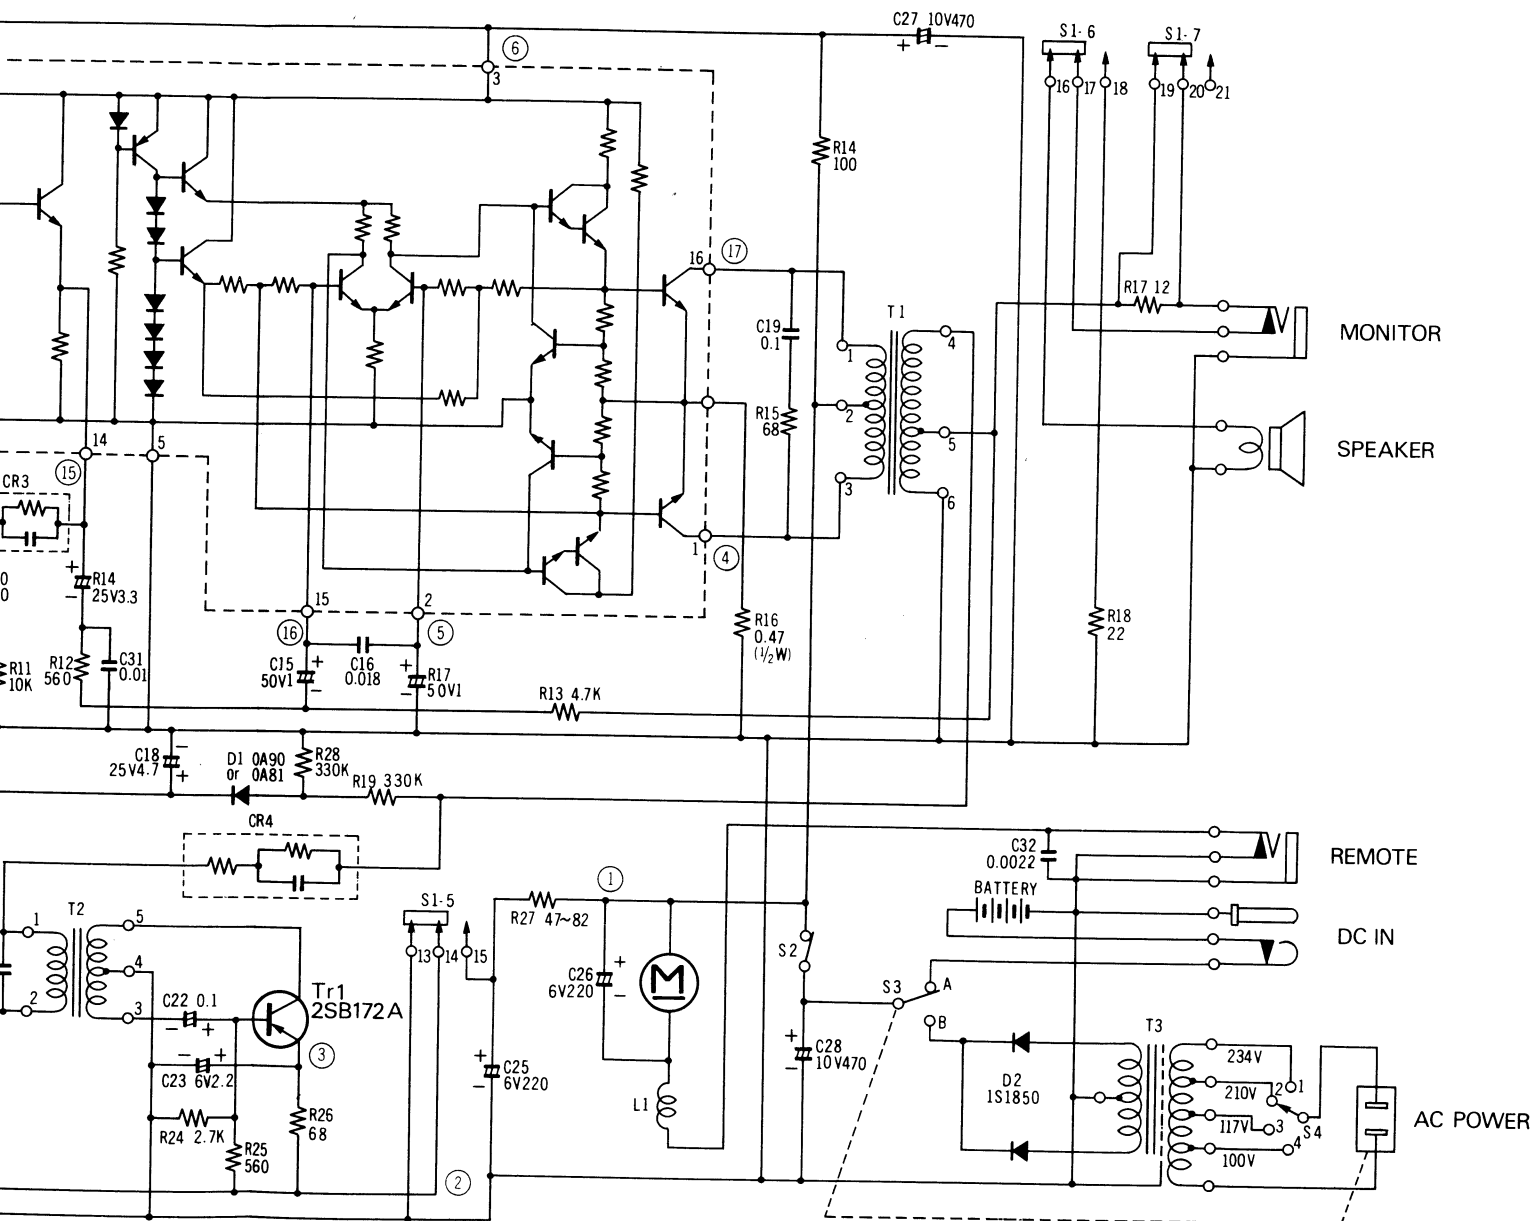 C27 10V470
+ −
S1-6
S1-7
6
3
16
17
18
19
20
21
R14
100
16
17
R17 12
T1
MONITOR
C19
0.1
1
4
R15
68
2
5
SPEAKER
14
5
15
CR3
3
6
1
4
+
−
R14
25V3.3
0
0
15
2
16
5
R16
0.47
(1/2W)
R18
22
R11
10K
R12
560
C31
0.01
C15
50V1
+
−
C16
0.018
+
−
R17
50V1
R13 4.7K
C18
25V4.7
−
+
D1 0A90
or 0A81
R28
330K
R19 330K
CR4
C32
0.0022
REMOTE
BATTERY
DC IN
T2
1
5
S1-5
13
14
15
R27 47~82
1
S2
4
2
3
C22 0.1
− +
Tr1
2SB172A
C26
6V220
+
−
M
S3
A
B
3
− +
C23 6V2.2
C25
6V220
+
−
+
−
C28
10V470
T3
234V
D2
1S1850
210V
2
1
L1
R26
68
117V
3
S4
AC POWER
R24 2.7K
R25
560
100V
4
2